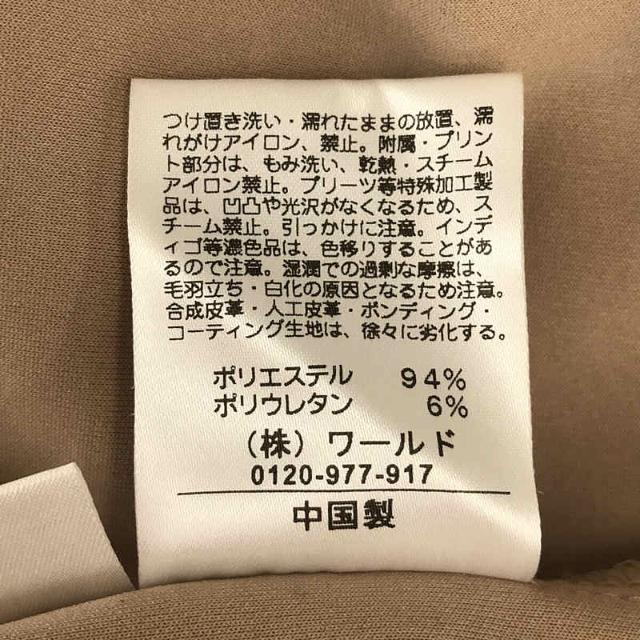 つけ置き洗い・濡れたままの放置、濡
れがけアイロン、禁止。附属・プリン
ト部分は、もみ洗い、乾熱・スチーム
アイロン禁止。プリーツ等特殊加工製
品は、凹凸や光沢がなくなるため、ス
チーム禁止。引っかけに注意。インデ
ィゴ等濃色品は、色移りすることがあ
るので注意。湿潤での過剰な摩擦は、
毛羽立ち・白化の原因となるため注意。
合成皮革・人工皮革・ボンディング・
コーティング生地は、徐々に劣化する。
ポリエステル 94%
ポリウレタン 6%
(株)ワールド
0120-977-917
中国製